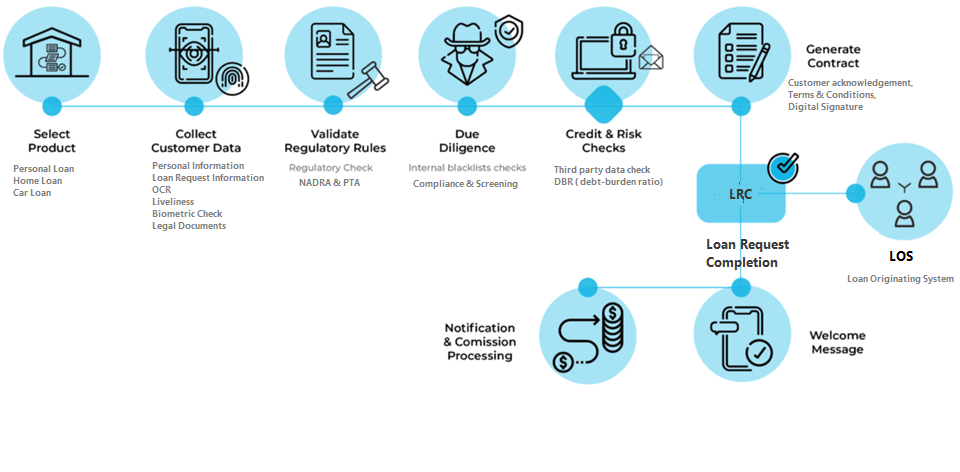 Select
Product
Personal Loan
Home Loan
Car Loan
Collect
Customer Data
Personal Information
Loan Request Information
OCR
Liveliness
Biometric Check
Legal Documents
Validate
Regulatory Rules
Regulatory Check
NADRA & PTA
Due
Diligence
Internal blacklists checks
Compliance & Screening
Credit & Risk
Checks
Third party data check
DBR ( debt-burden ratio)
Generate
Contract
Customer acknowledgement,
Terms & Conditions,
Digital Signature
LRC
Loan Request
Completion
LOS
Loan Originating System
Notification
& Comission
Processing
$
$
Welcome
Message